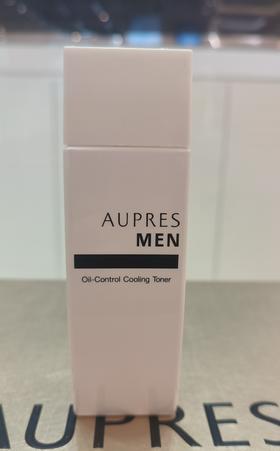 AUPRES
MEN
Oil-Control Cooling Toner
AUPRES